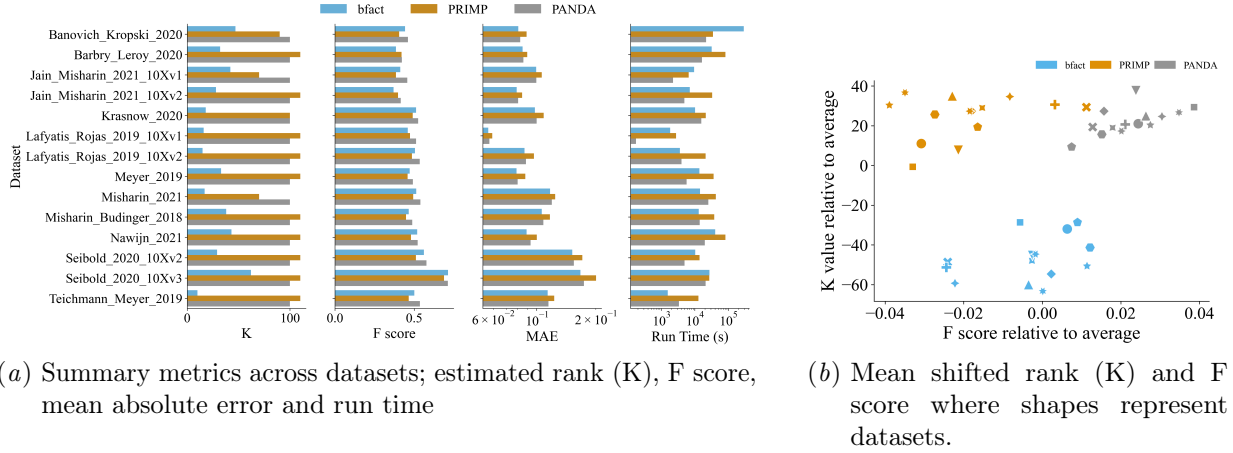 bfact PRIMP PANDA
Dataset
Banovich_Kropski_2020
Barbry_Leroy_2020
Jain_Misharin_2021_10Xv1
Jain_Misharin_2021_10Xv2
Krasnow_2020
Lafyatis_Rojas_2019_10Xv1
Lafyatis_Rojas_2019_10Xv2
Meyer_2019
Misharin_2021
Misharin_Budinger_2018
Nawijn_2021
Seibold_2020_10Xv2
Seibold_2020_10Xv3
Teichmann_Meyer_2019
0 50 100
K
0.0 0.5
F score
6 × 10⁻² 10⁻¹ 2 × 10⁻¹
MAE
10³ 10⁴ 10⁵
Run Time (s)
(a) Summary metrics across datasets; estimated rank (K), F score,
mean absolute error and run time
bfact PRIMP PANDA
K value relative to average
40
20
0
−20
−40
−60
−0.04 −0.02 0.00 0.02 0.04
F score relative to average
(b) Mean shifted rank (K) and F
score where shapes represent
datasets.